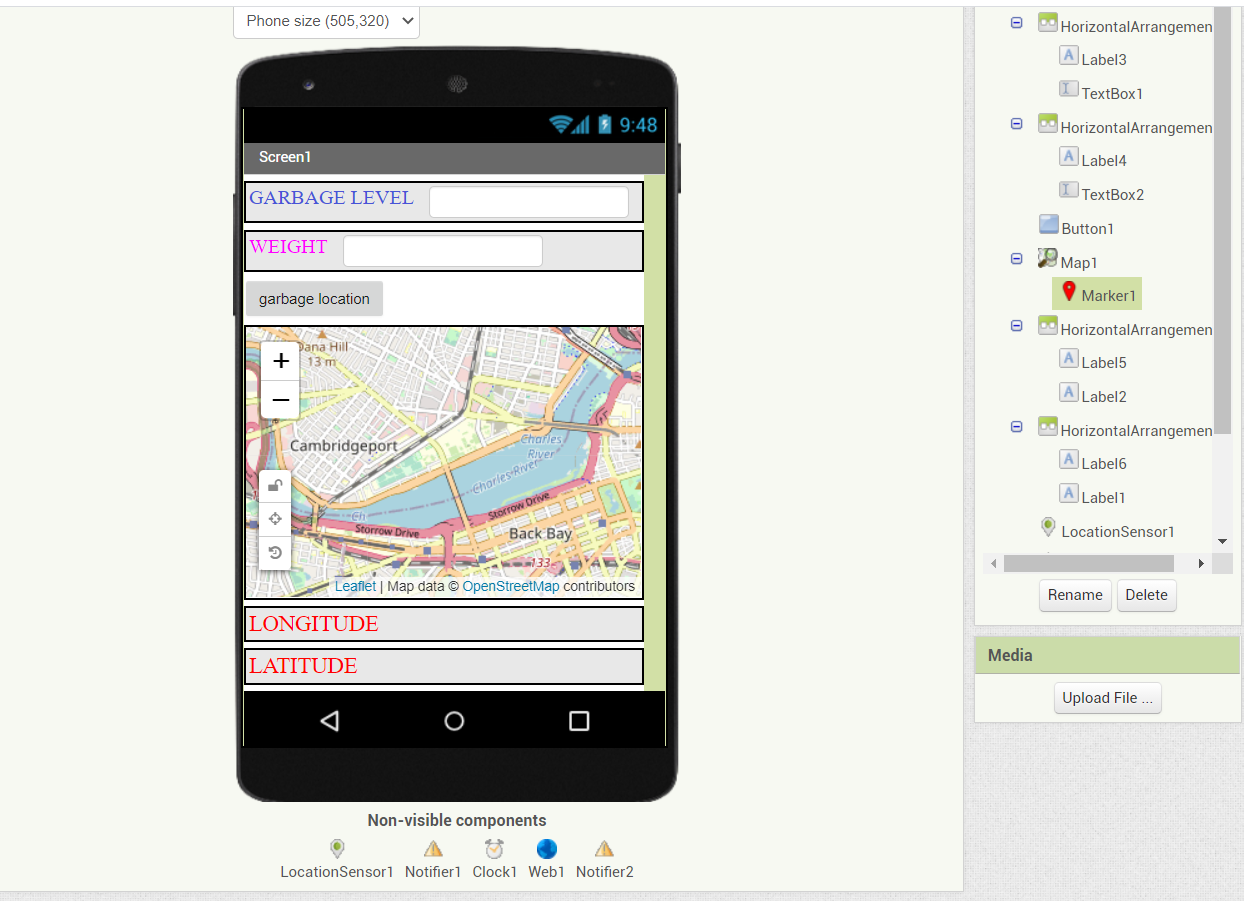 Phone size (505,320)
9:48
Screen1
GARBAGE LEVEL
WEIGHT
garbage location
Dana Hill
13 m
+
−
Cambridgeport
Charles
River
Charles River
Ch
Storrow Drive
Storrow Drive
Back Bay
133
Leaflet | Map data © OpenStreetMap contributors
LONGITUDE
LATITUDE
Non-visible components
LocationSensor1 Notifier1 Clock1 Web1 Notifier2
HorizontalArrangemen
Label3
TextBox1
HorizontalArrangemen
Label4
TextBox2
Button1
Map1
Marker1
HorizontalArrangemen
Label5
Label2
HorizontalArrangemen
Label6
Label1
LocationSensor1
Rename Delete
Media
Upload File ...